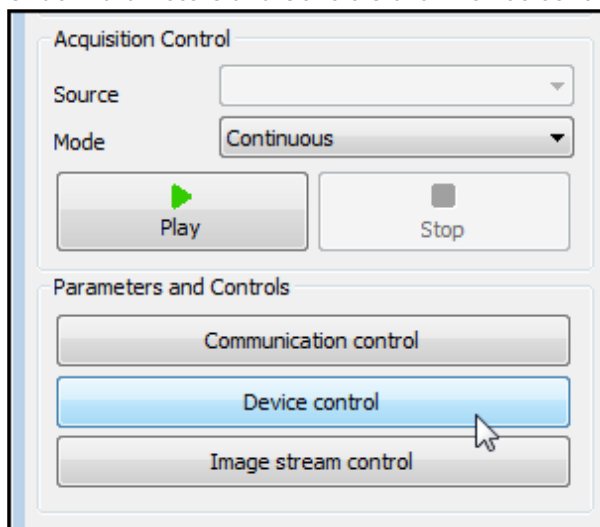 Acquisition Control
Source
Mode Continuous
Play Stop
Parameters and Controls
Communication control
Device control
Image stream control